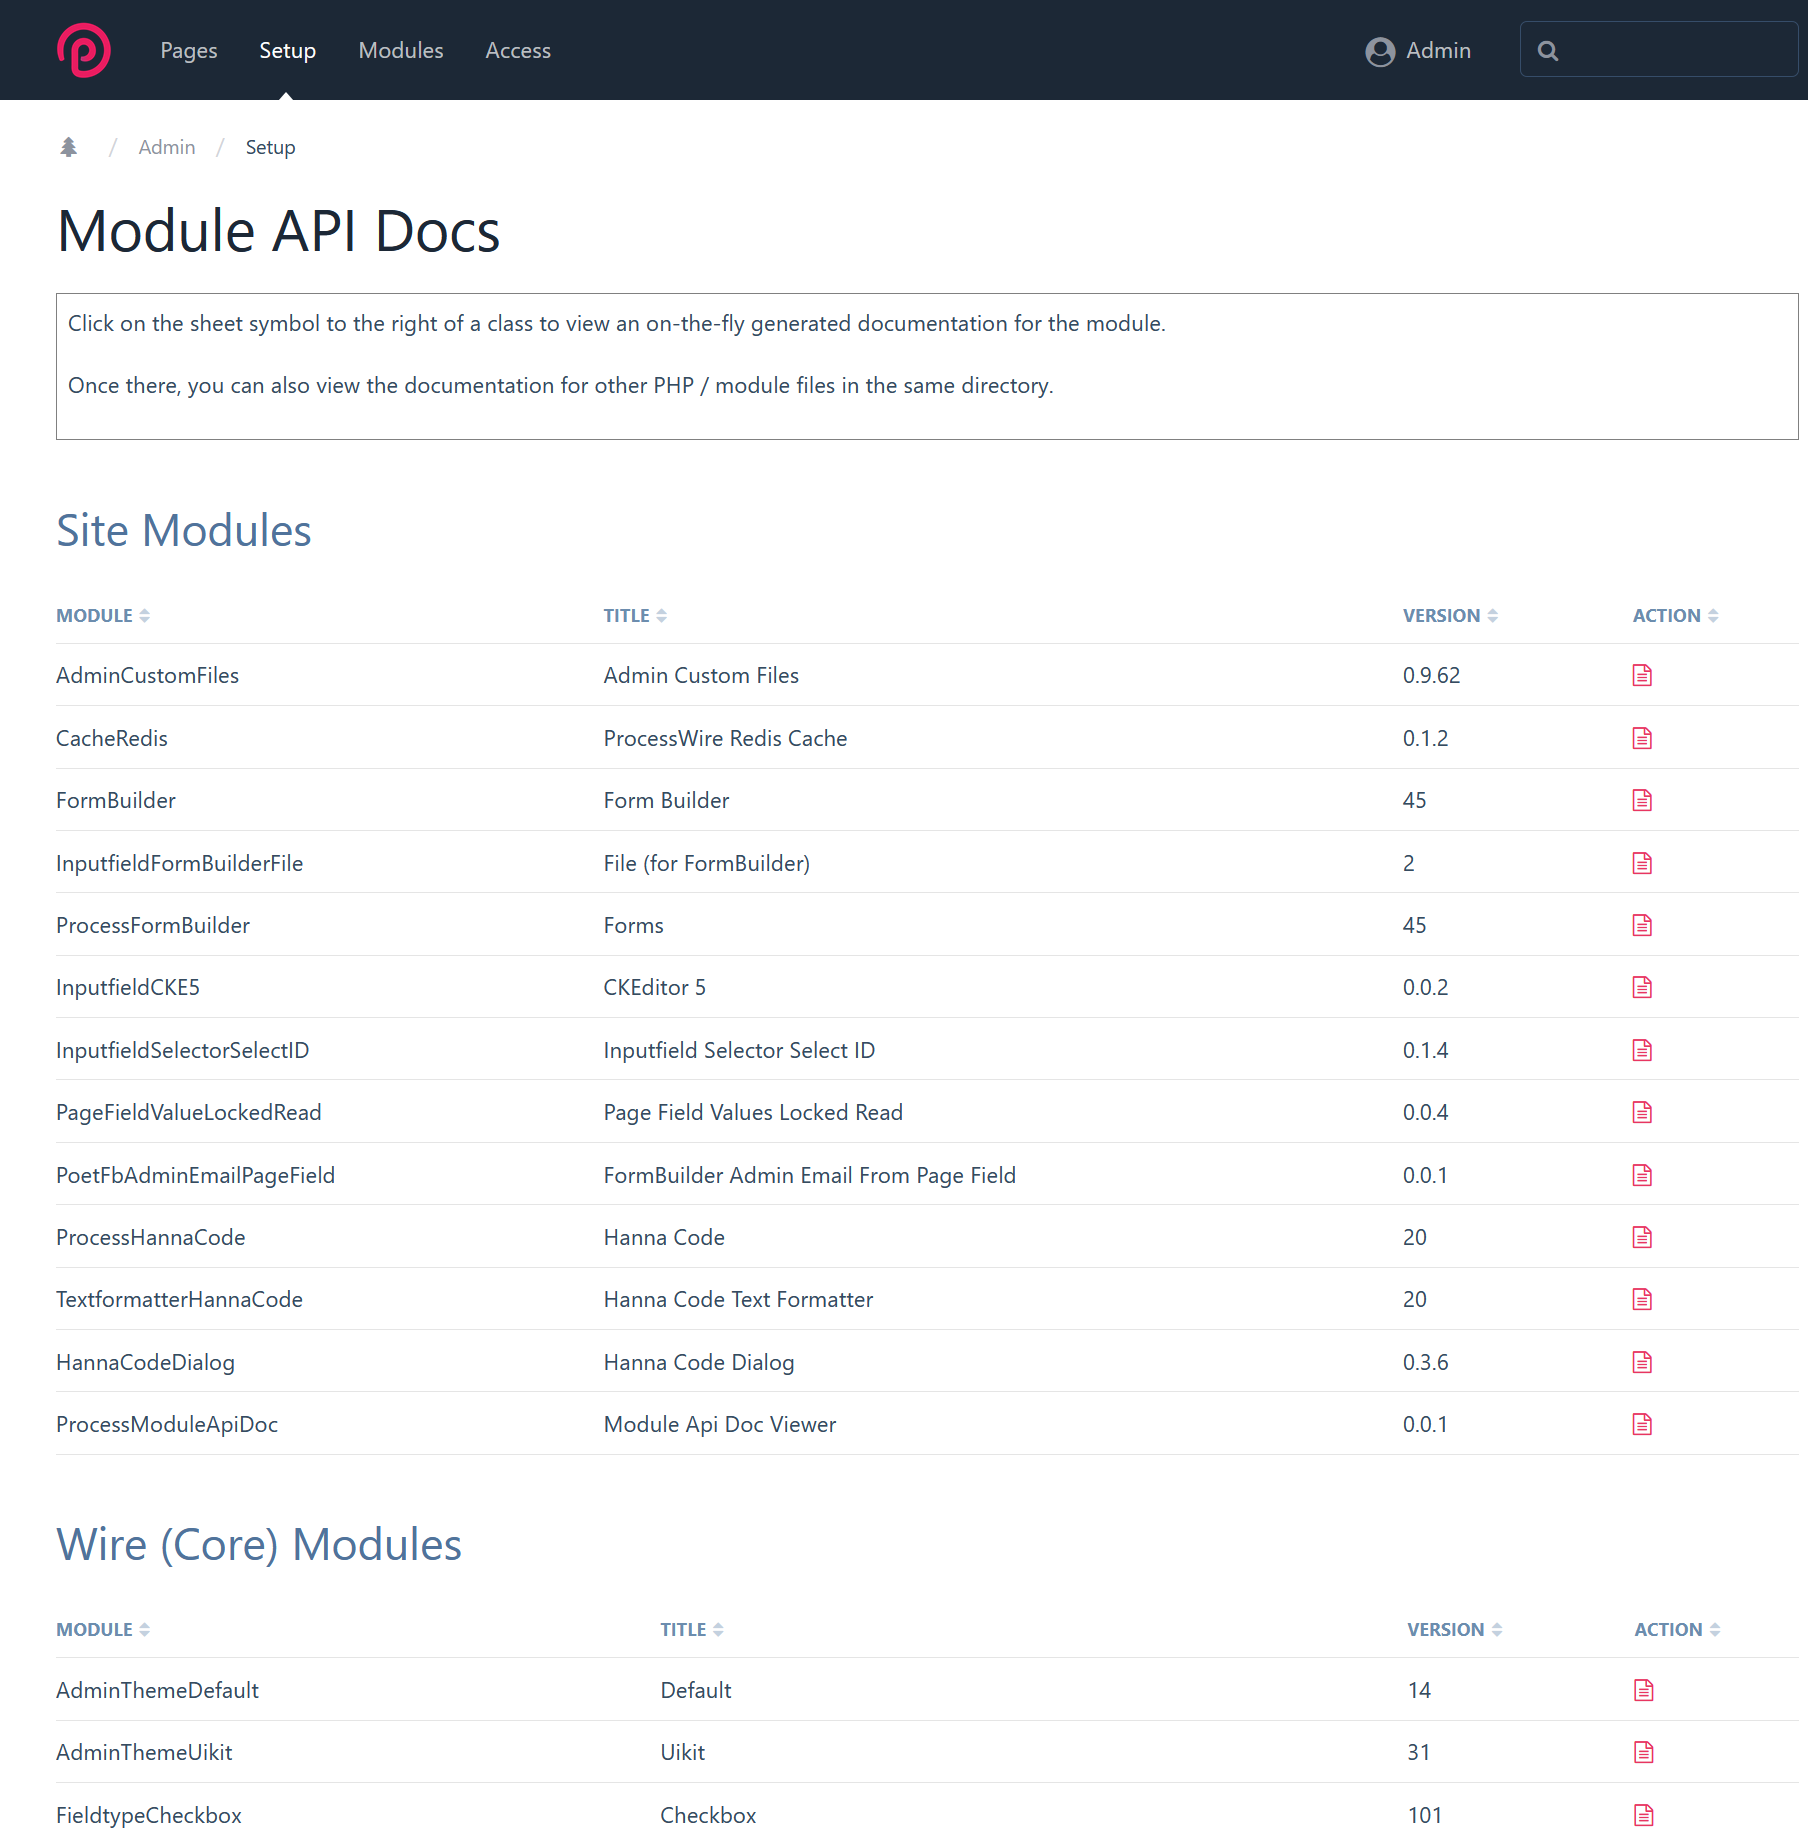 Pages Setup Modules Access Admin
/ Admin / Setup
Module API Docs
Click on the sheet symbol to the right of a class to view an on-the-fly generated documentation for the module.
Once there, you can also view the documentation for other PHP / module files in the same directory.
Site Modules
MODULE TITLE VERSION ACTION
AdminCustomFiles Admin Custom Files 0.9.62
CacheRedis ProcessWire Redis Cache 0.1.2
FormBuilder Form Builder 45
InputfieldFormBuilderFile File (for FormBuilder) 2
ProcessFormBuilder Forms 45
InputfieldCKE5 CKEditor 5 0.0.2
InputfieldSelectorSelectID Inputfield Selector Select ID 0.1.4
PageFieldValueLockedRead Page Field Values Locked Read 0.0.4
PoetFbAdminEmailPageField FormBuilder Admin Email From Page Field 0.0.1
ProcessHannaCode Hanna Code 20
TextformatterHannaCode Hanna Code Text Formatter 20
HannaCodeDialog Hanna Code Dialog 0.3.6
ProcessModuleApiDoc Module Api Doc Viewer 0.0.1
Wire (Core) Modules
MODULE TITLE VERSION ACTION
AdminThemeDefault Default 14
AdminThemeUikit Uikit 31
FieldtypeCheckbox Checkbox 101